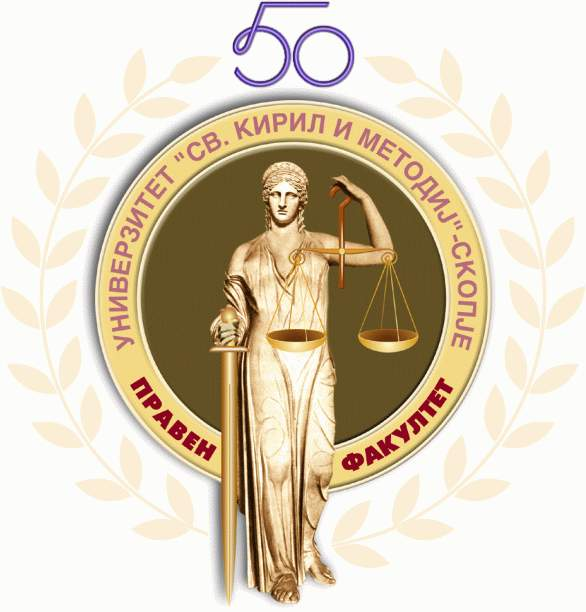 50
УНИВЕРЗИТЕТ "СВ. КИРИЛ И МЕТОДИЈ"-СКОПЈЕ
ПРАВЕН ФАКУЛТЕТ